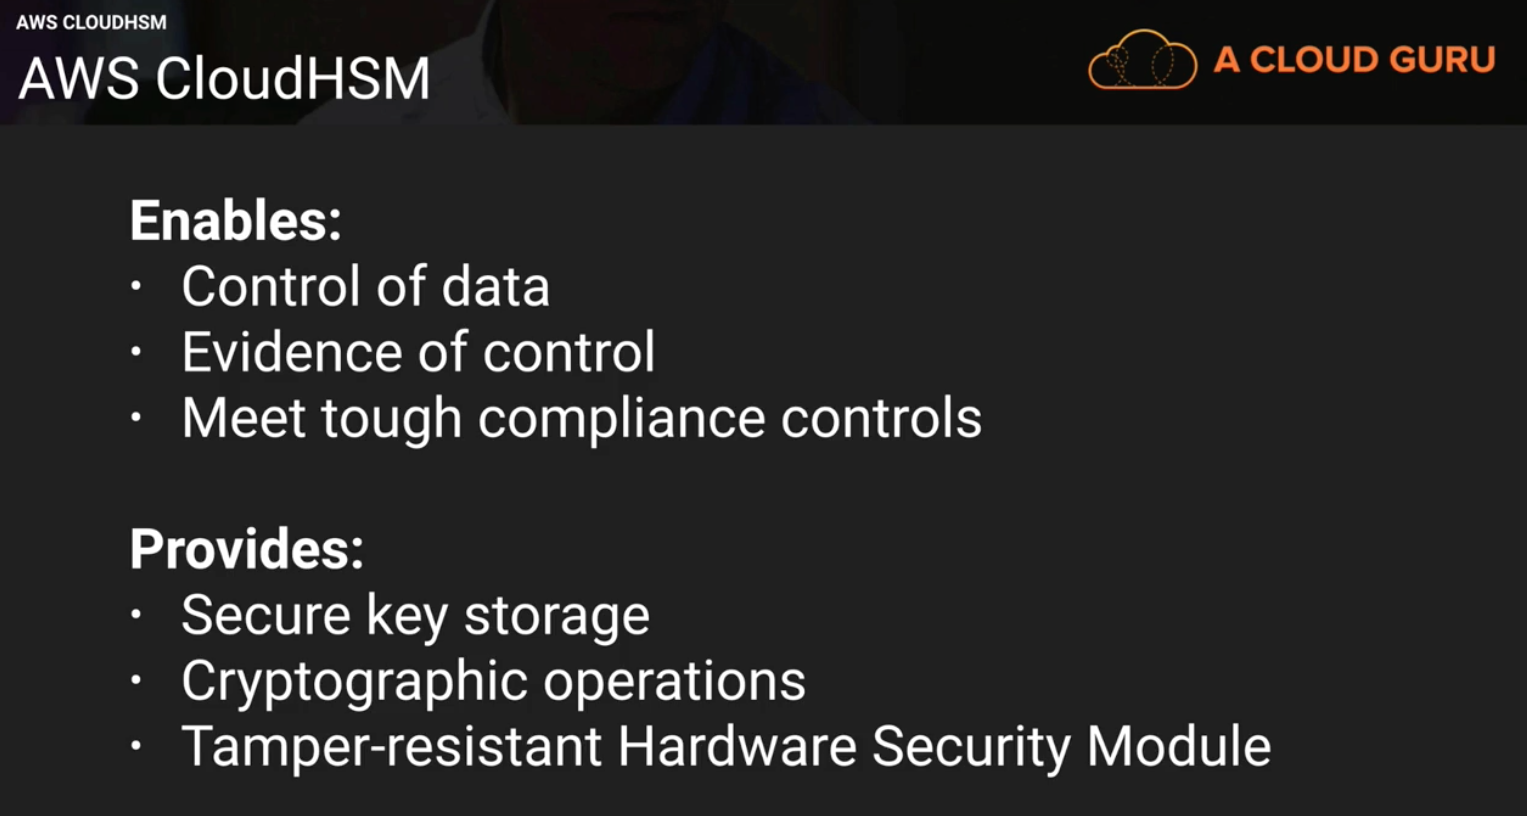 AWS CLOUDHSM
AWS CloudHSM
A CLOUD GURU
Enables:
· Control of data
· Evidence of control
· Meet tough compliance controls
Provides:
· Secure key storage
· Cryptographic operations
· Tamper-resistant Hardware Security Module